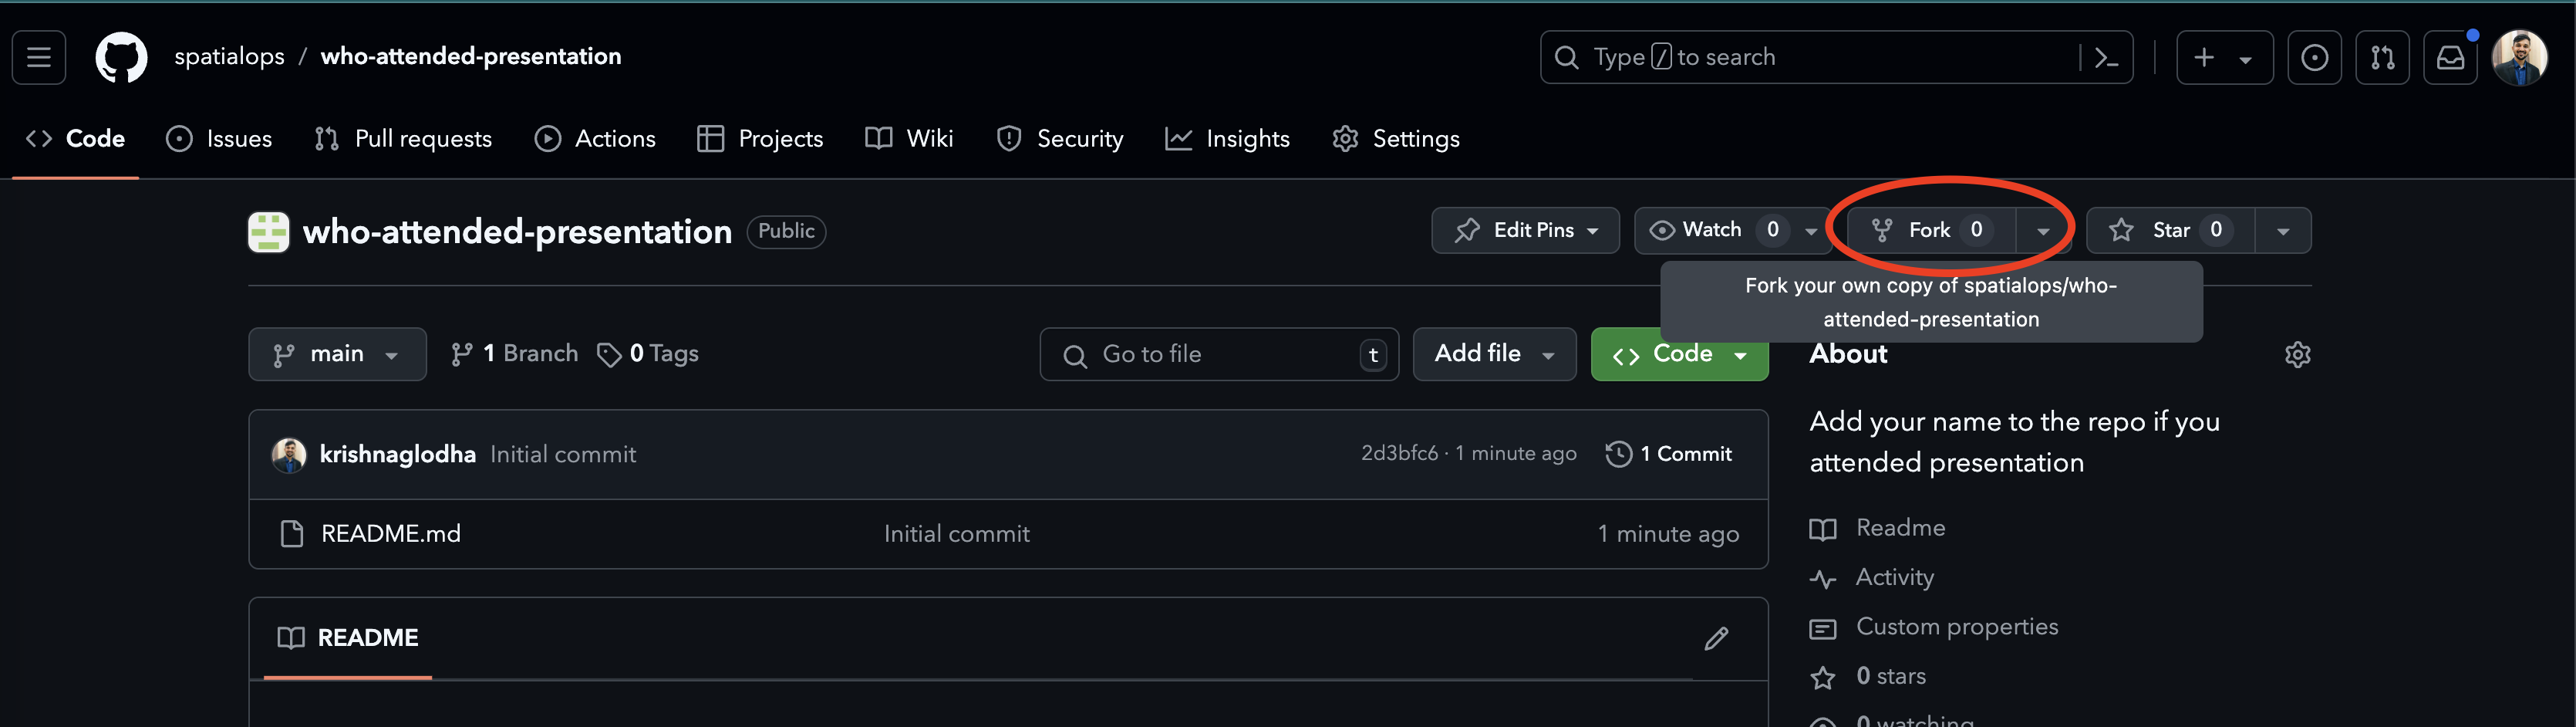 spatialops / who-attended-presentation
Type / to search
Code Issues Pull requests Actions Projects Wiki Security Insights Settings
who-attended-presentation Public
Edit Pins Watch 0 Fork 0 Star 0
Fork your own copy of spatialops/who-
attended-presentation
main 1 Branch 0 Tags Go to file t Add file Code
krishnaglodha Initial commit 2d3bfc6 · 1 minute ago 1 Commit
README.md Initial commit 1 minute ago
README
About
Add your name to the repo if you
attended presentation
Readme
Activity
Custom properties
0 stars
0 watching